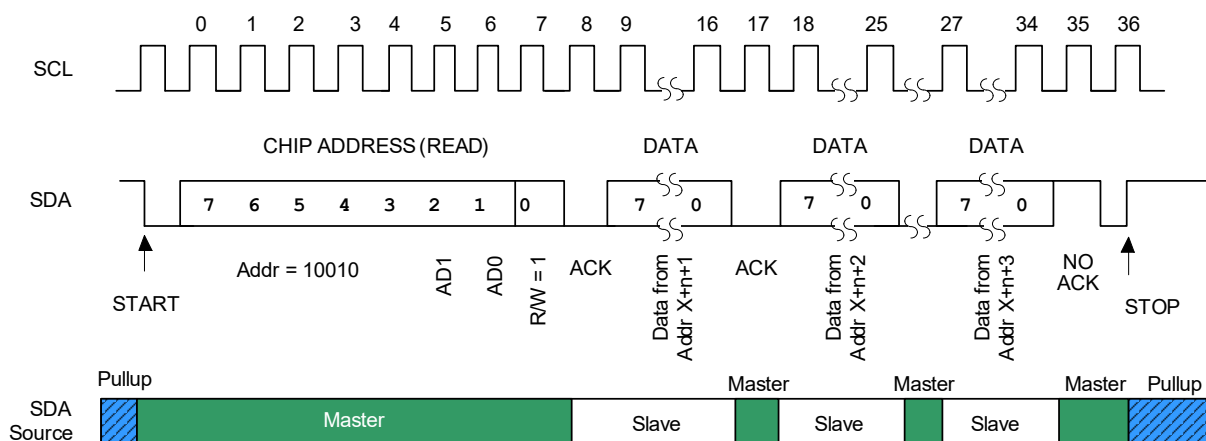 0 1 2 3 4 5 6 7 8 9 16 17 18 25 27 34 35 36
SCL
CHIP ADDRESS (READ) DATA DATA DATA
SDA 7 6 5 4 3 2 1 0 7 0 7 0 7 0
START
Addr = 10010
AD1
AD0
R/W = 1
ACK
Data from
Addr X+n+1
ACK
Data from
Addr X+n+2
Data from
Addr X+n+3
NO
ACK
STOP
Pullup Master Master Master Pullup
SDA
Source
Master Slave Slave Slave